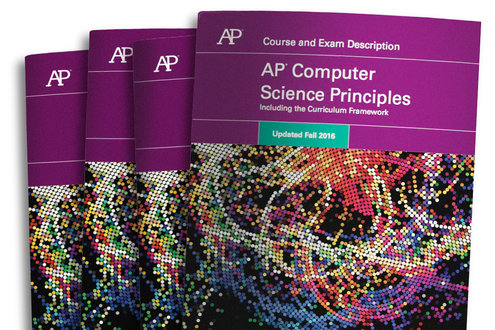 AP®
AP®
AP®
AP® Course and Exam Description
AP® Computer
Science Principles
Including the Curriculum Framework
Updated Fall 2016